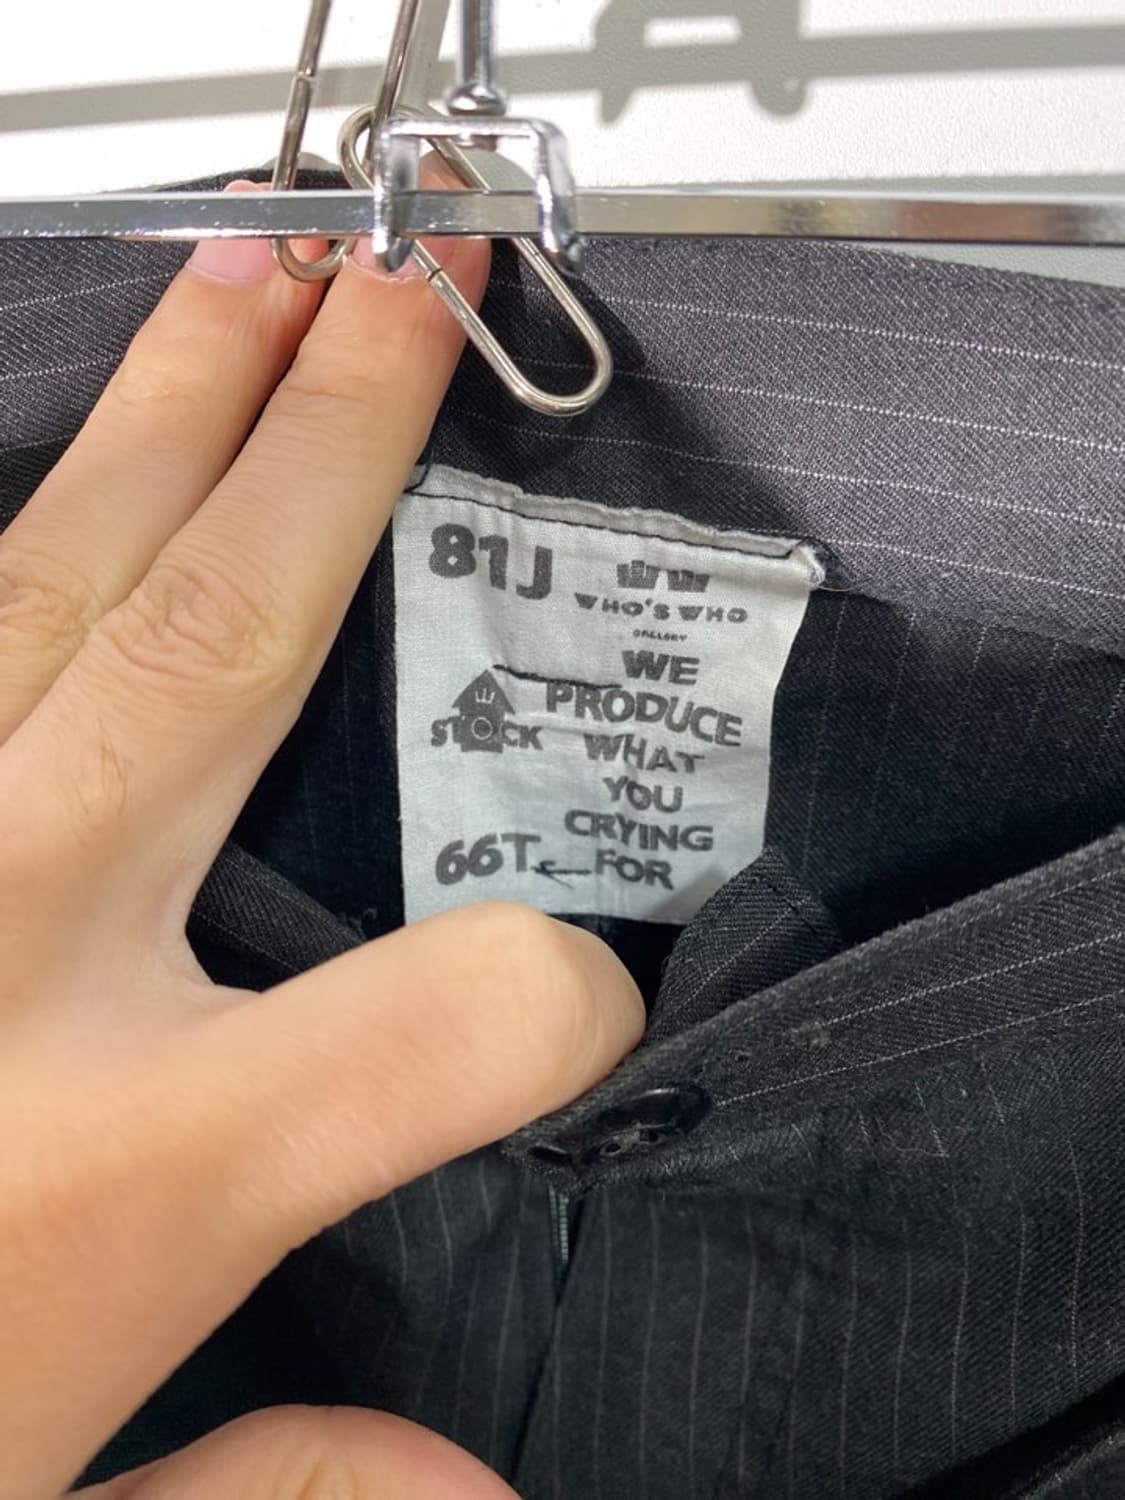 81J
WHO'S WHO
GALLERY
WE
PRODUCE
WHAT
YOU
CRYING
FOR
STOCK
66T